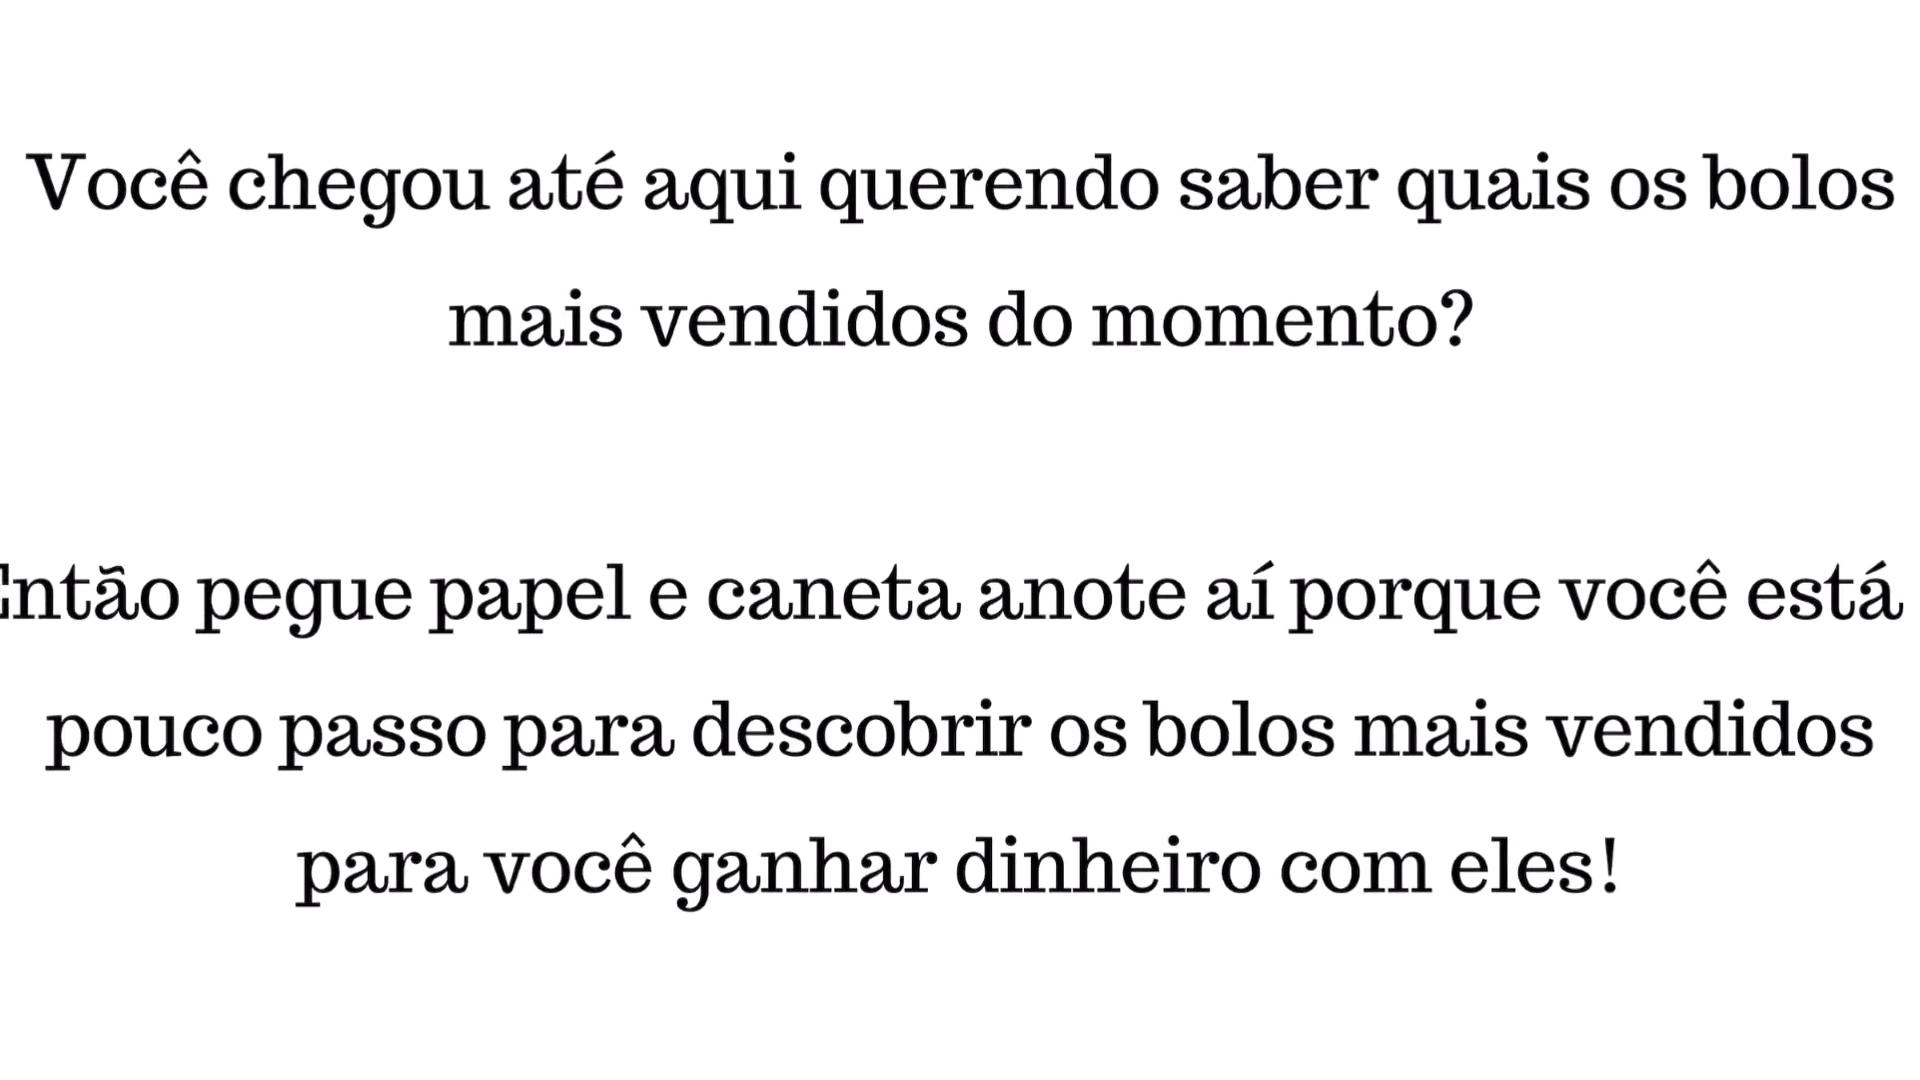 Você chegou até aqui querendo saber quais os bolos
mais vendidos do momento?
Então pegue papel e caneta anote aí porque você está
pouco passo para descobrir os bolos mais vendidos
para você ganhar dinheiro com eles!